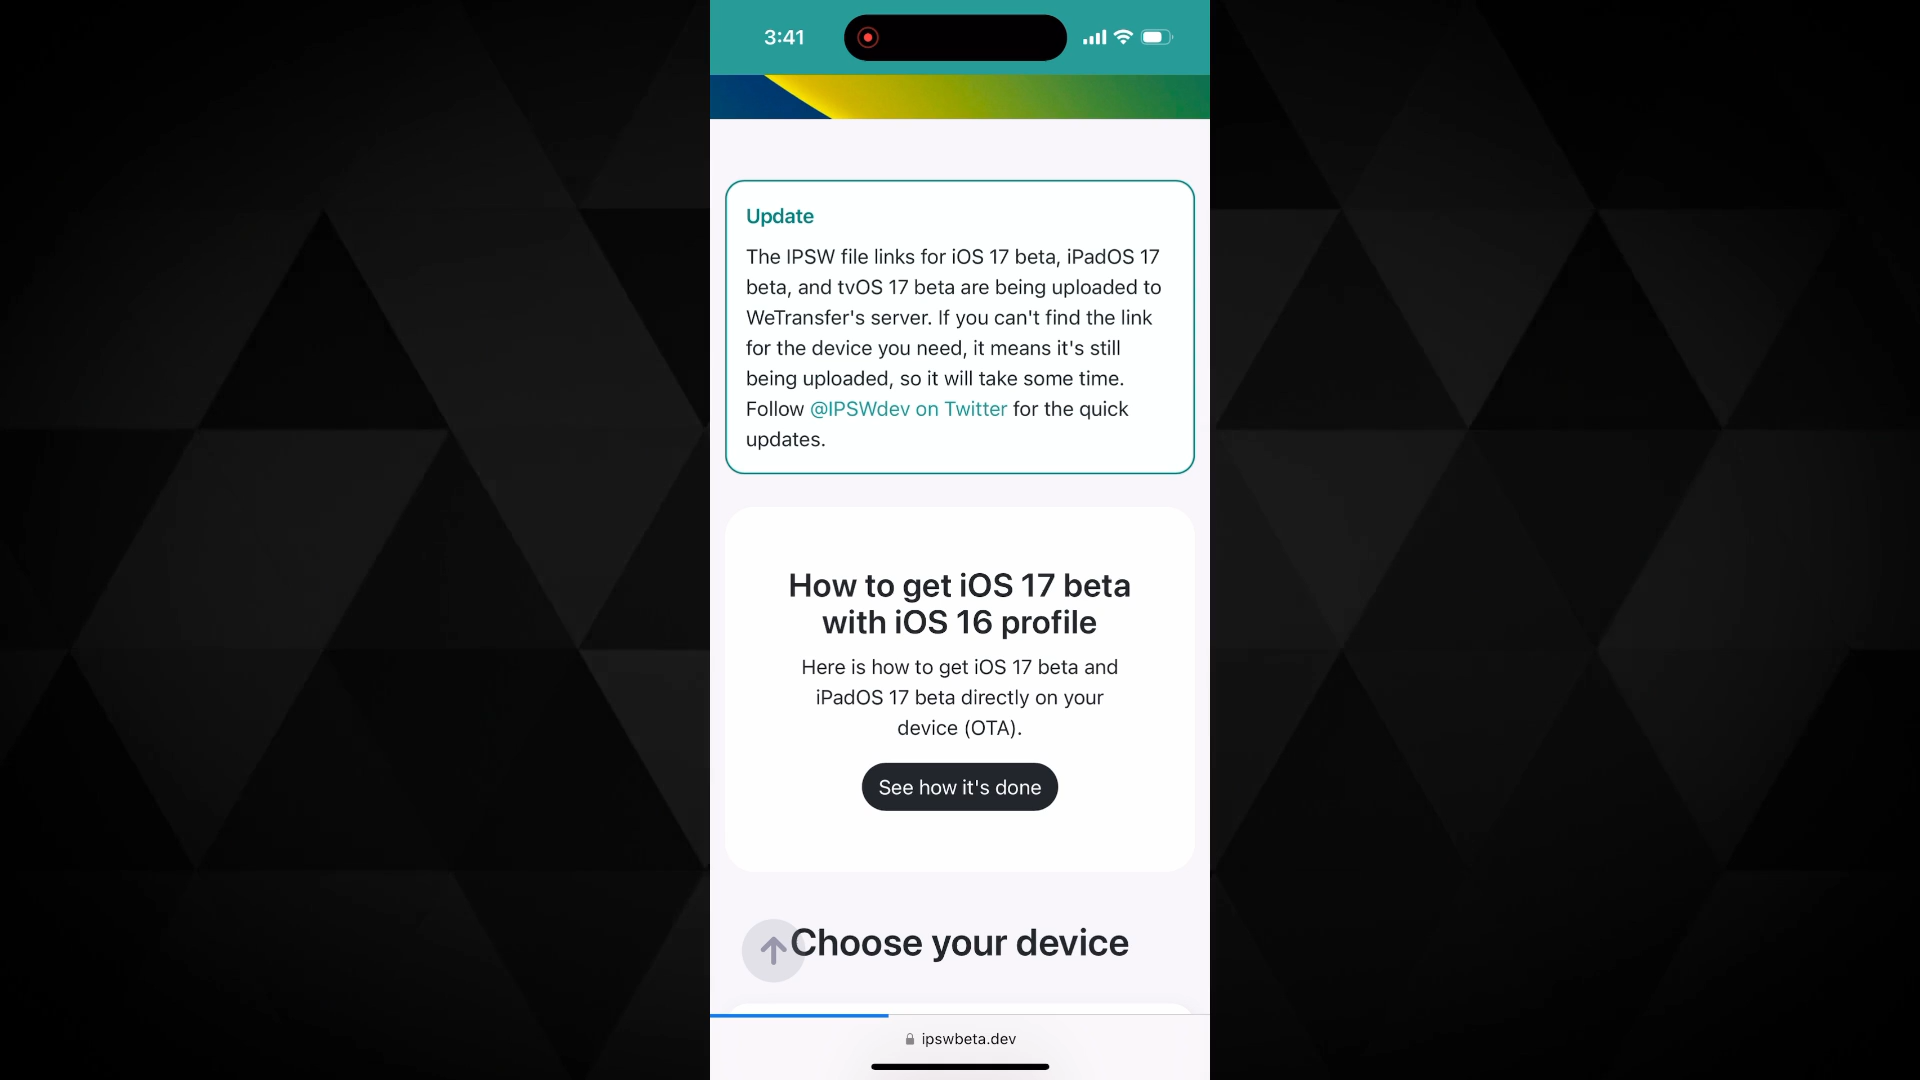 3:41
Update
The IPSW file links for iOS 17 beta, iPadOS 17
beta, and tvOS 17 beta are being uploaded to
WeTransfer's server. If you can't find the link
for the device you need, it means it's still
being uploaded, so it will take some time.
Follow @IPSWdev on Twitter for the quick
updates.
How to get iOS 17 beta
with iOS 16 profile
Here is how to get iOS 17 beta and
iPadOS 17 beta directly on your
device (OTA).
See how it's done
Choose your device
ipswbeta.dev